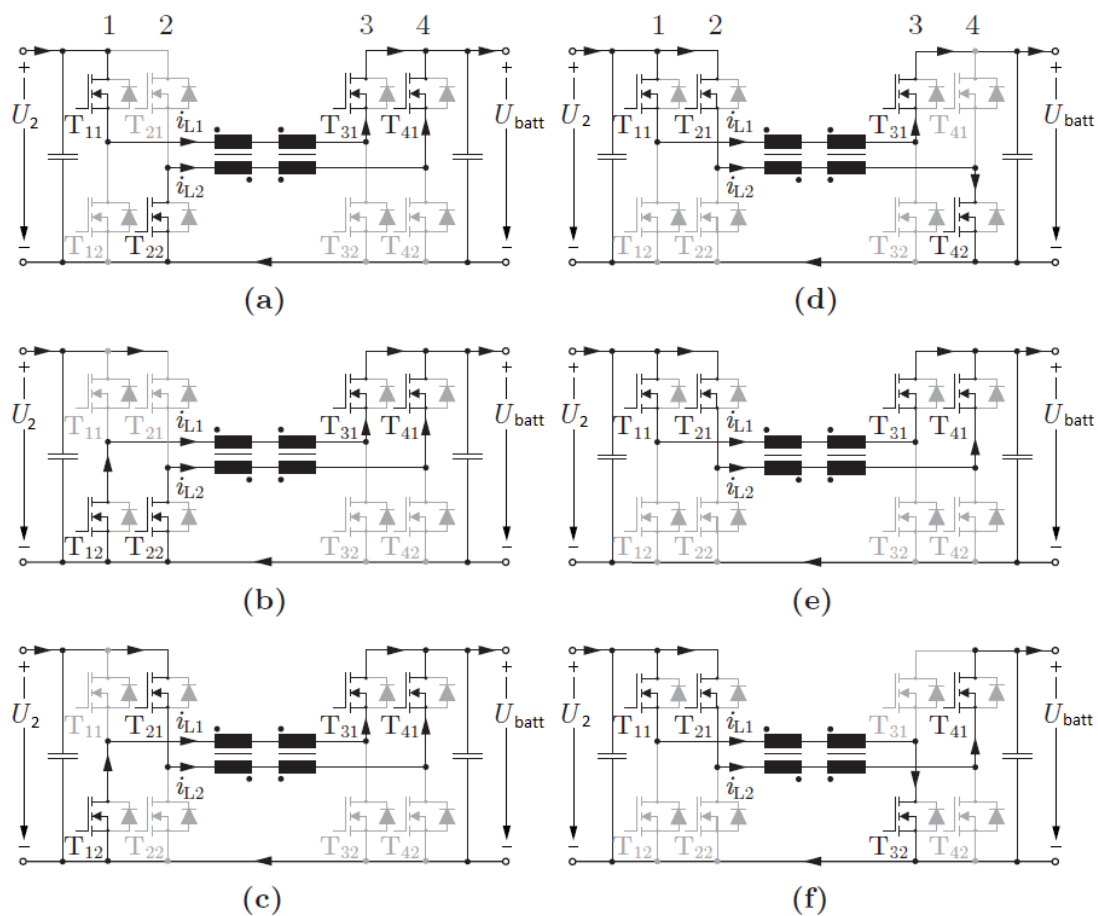 1 2 3 4
+ +
U2 Ubatt
T11 T21 iL1 T31 T41
iL2
T12 T22 T32 T42
− −
(a)
1 2 3 4
+ +
U2 Ubatt
T11 T21 iL1 T31 T41
iL2
T12 T22 T32 T42
− −
(d)
+ +
U2 Ubatt
T11 T21 iL1 T31 T41
iL2
T12 T22 T32 T42
− −
(b)
+ +
U2 Ubatt
T11 T21 iL1 T31 T41
iL2
T12 T22 T32 T42
− −
(e)
+ +
U2 Ubatt
T11 T21 iL1 T31 T41
iL2
T12 T22 T32 T42
− −
(c)
+ +
U2 Ubatt
T11 T21 iL1 T31 T41
iL2
T12 T22 T32 T42
− −
(f)